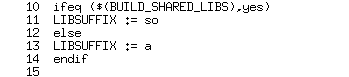 10 ifeq ($(BUILD_SHARED_LIBS),yes)
11 LIBSUFFIX := so
12 else
13 LIBSUFFIX := a
14 endif
15